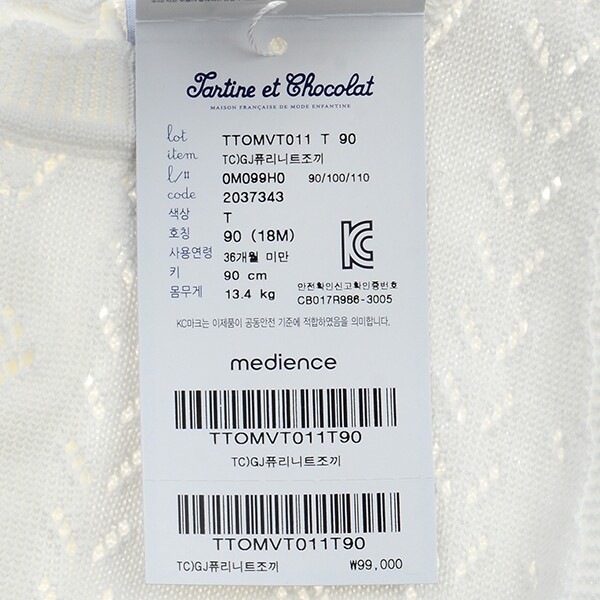 Tartine et Chocolat
MAISON FRANÇAISE DE MODE ENFANTINE
lot TTOMVT011 T 90
item TC)GJ퓨리니트조끼
l/# 0M099H0 90/100/110
code 2037343
색상 T
호칭 90 (18M)
사용연령 36개월 미만
키 90 cm
몸무게 13.4 kg
안전확인신고확인증번호
CB017R986-3005
KC마크는 이제품이 공동안전 기준에 적합하였음을 의미합니다.
medience
TTOMVT011T90
TC)GJ퓨리니트조끼
TTOMVT011T90
TC)GJ퓨리니트조끼 ₩99,000